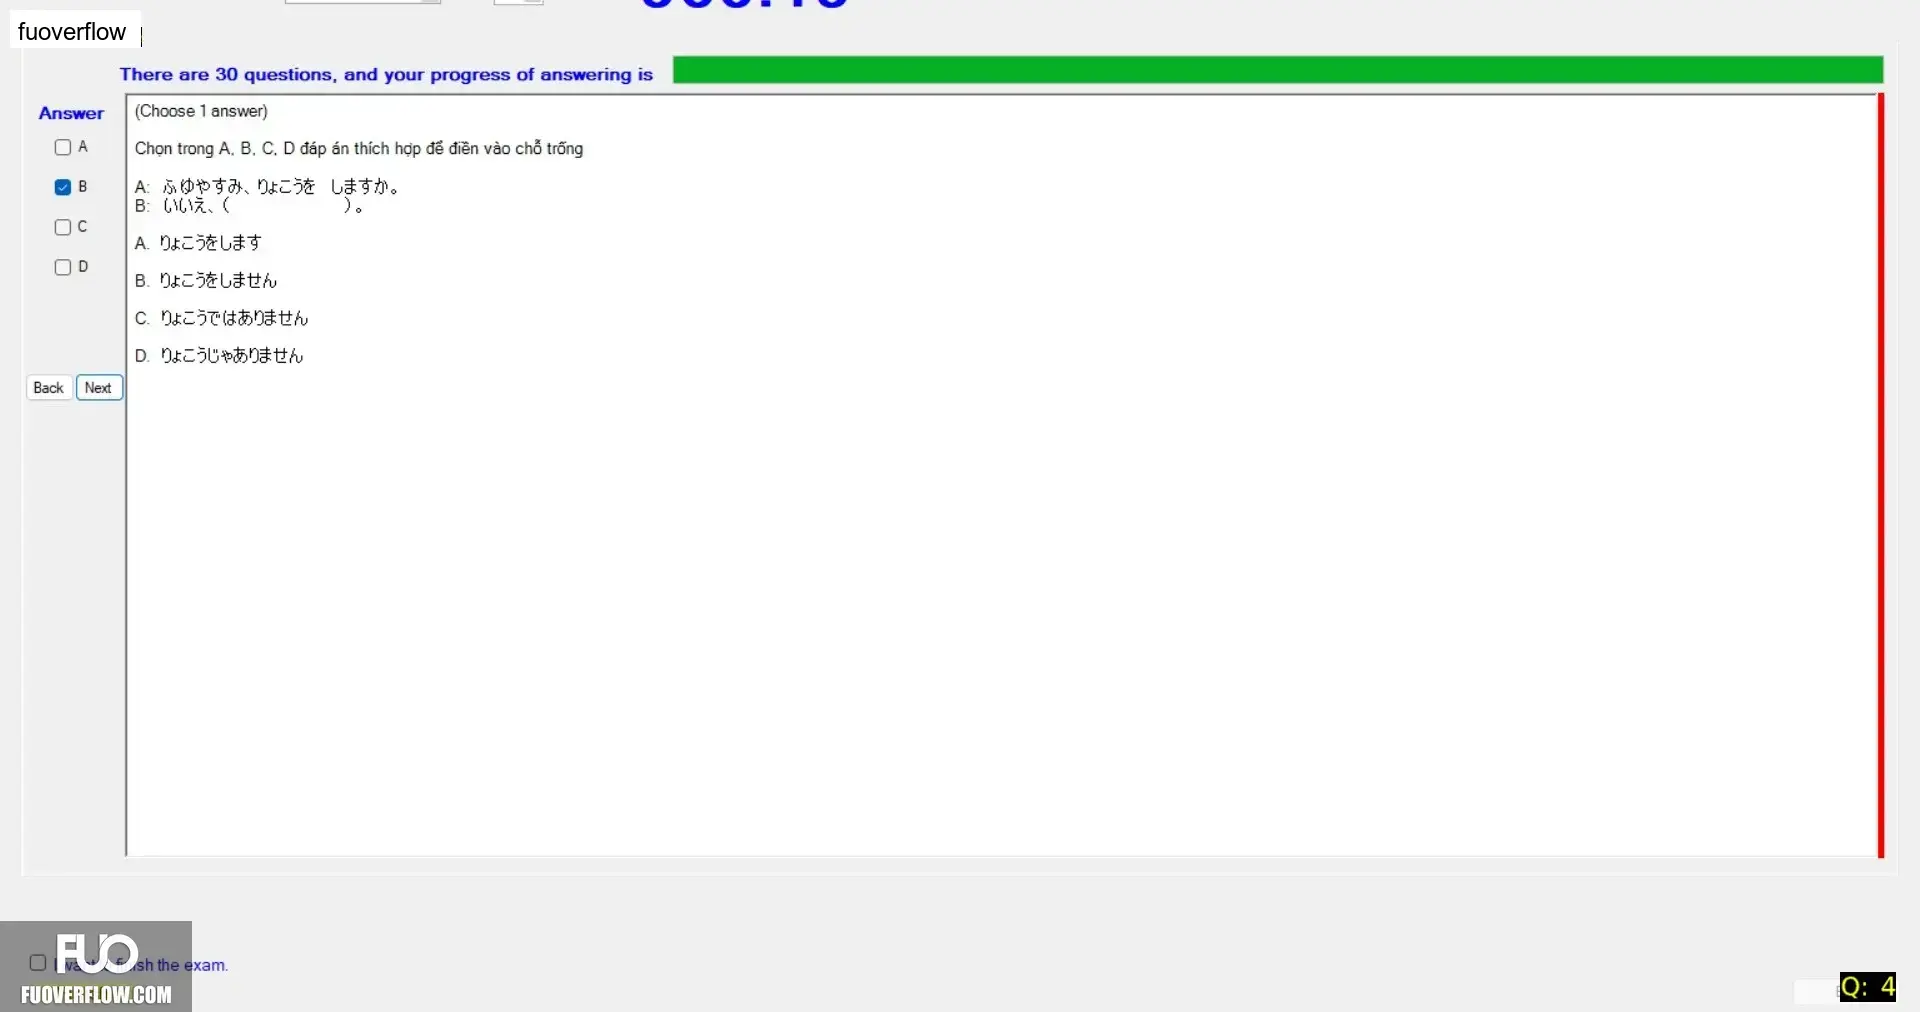 fuoverflow
There are 30 questions, and your progress of answering is
Answer
(Choose 1 answer)
A
Chọn trong A, B, C, D đáp án thích hợp để điền vào chỗ trống
B
A: ふゆやすみ、りょこうを しますか。
B: いいえ、( )。
C
A. りょこうをします
D
B. りょこうをしません
C. りょこうではありません
D. りょこうじゃありません
Back Next
FUO
the exam.
FUOVERFLOW.COM
Q: 4